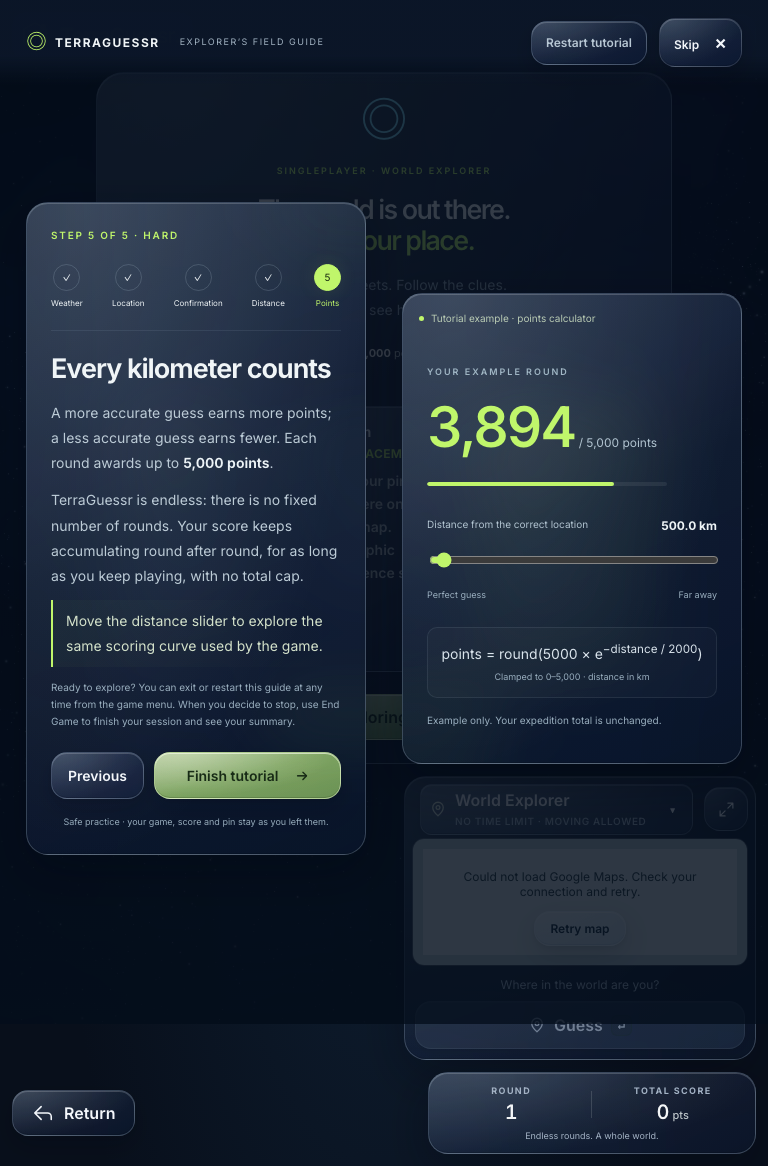 TERRAGUESSR
EXPLORER'S FIELD GUIDE
Restart tutorial
Skip ✕
SINGLEPLAYER · WORLD EXPLORER
is out there.
our place.
eets. Follow the clues.
see
STEP 5 OF 5 · HARD
✓ ✓ ✓ ✓ 5
Weather Location Confirmation Distance Points
Every kilometer counts
A more accurate guess earns more points;
a less accurate guess earns fewer. Each
round awards up to 5,000 points.
TerraGuessr is endless: there is no fixed
number of rounds. Your score keeps
accumulating round after round, for as long
as you keep playing, with no total cap.
Move the distance slider to explore the
same scoring curve used by the game.
Ready to explore? You can exit or restart this guide at any
time from the game menu. When you decide to stop, use End
Game to finish your session and see your summary.
Previous
Finish tutorial →
Safe practice · your game, score and pin stay as you left them.
Tutorial example · points calculator
YOUR EXAMPLE ROUND
3,894 / 5,000 points
Distance from the correct location 500.0 km
Perfect guess Far away
points = round(5000 × e−distance / 2000)
Clamped to 0–5,000 · distance in km
Example only. Your expedition total is unchanged.
World Explorer
NO TIME LIMIT · MOVING ALLOWED
Could not load Google Maps. Check your
connection and retry.
Retry map
Where in the world are you?
Guess ↵
Return
ROUND TOTAL SCORE
1 0 pts
Endless rounds. A whole world.